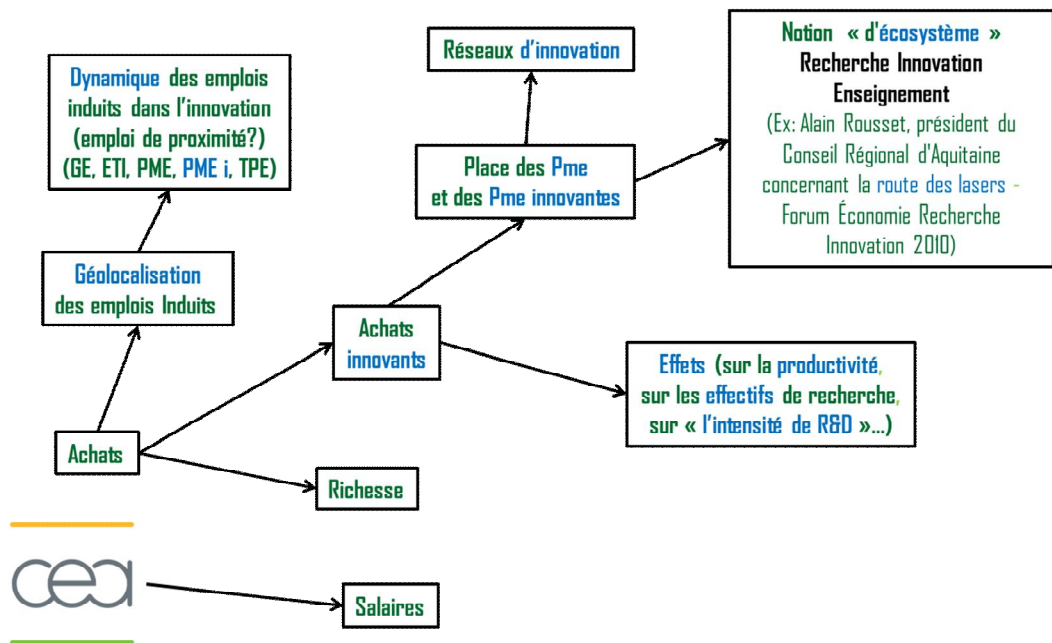 Dynamique des emplois
induits dans l'innovation
(emploi de proximité?)
(GE, ETI, PME, PME i, TPE)
Réseaux d'innovation
Notion « d'écosystème »
Recherche Innovation
Enseignement
(Ex: Alain Rousset, président du
Conseil Régional d'Aquitaine
concernant la route des lasers -
Forum Économie Recherche
Innovation 2010)
Place des Pme
et des Pme innovantes
Géolocalisation
des emplois Induits
Achats
innovants
Effets (sur la productivité,
sur les effectifs de recherche,
sur « l'intensité de R&D »...)
Achats
Richesse
cea
Salaires